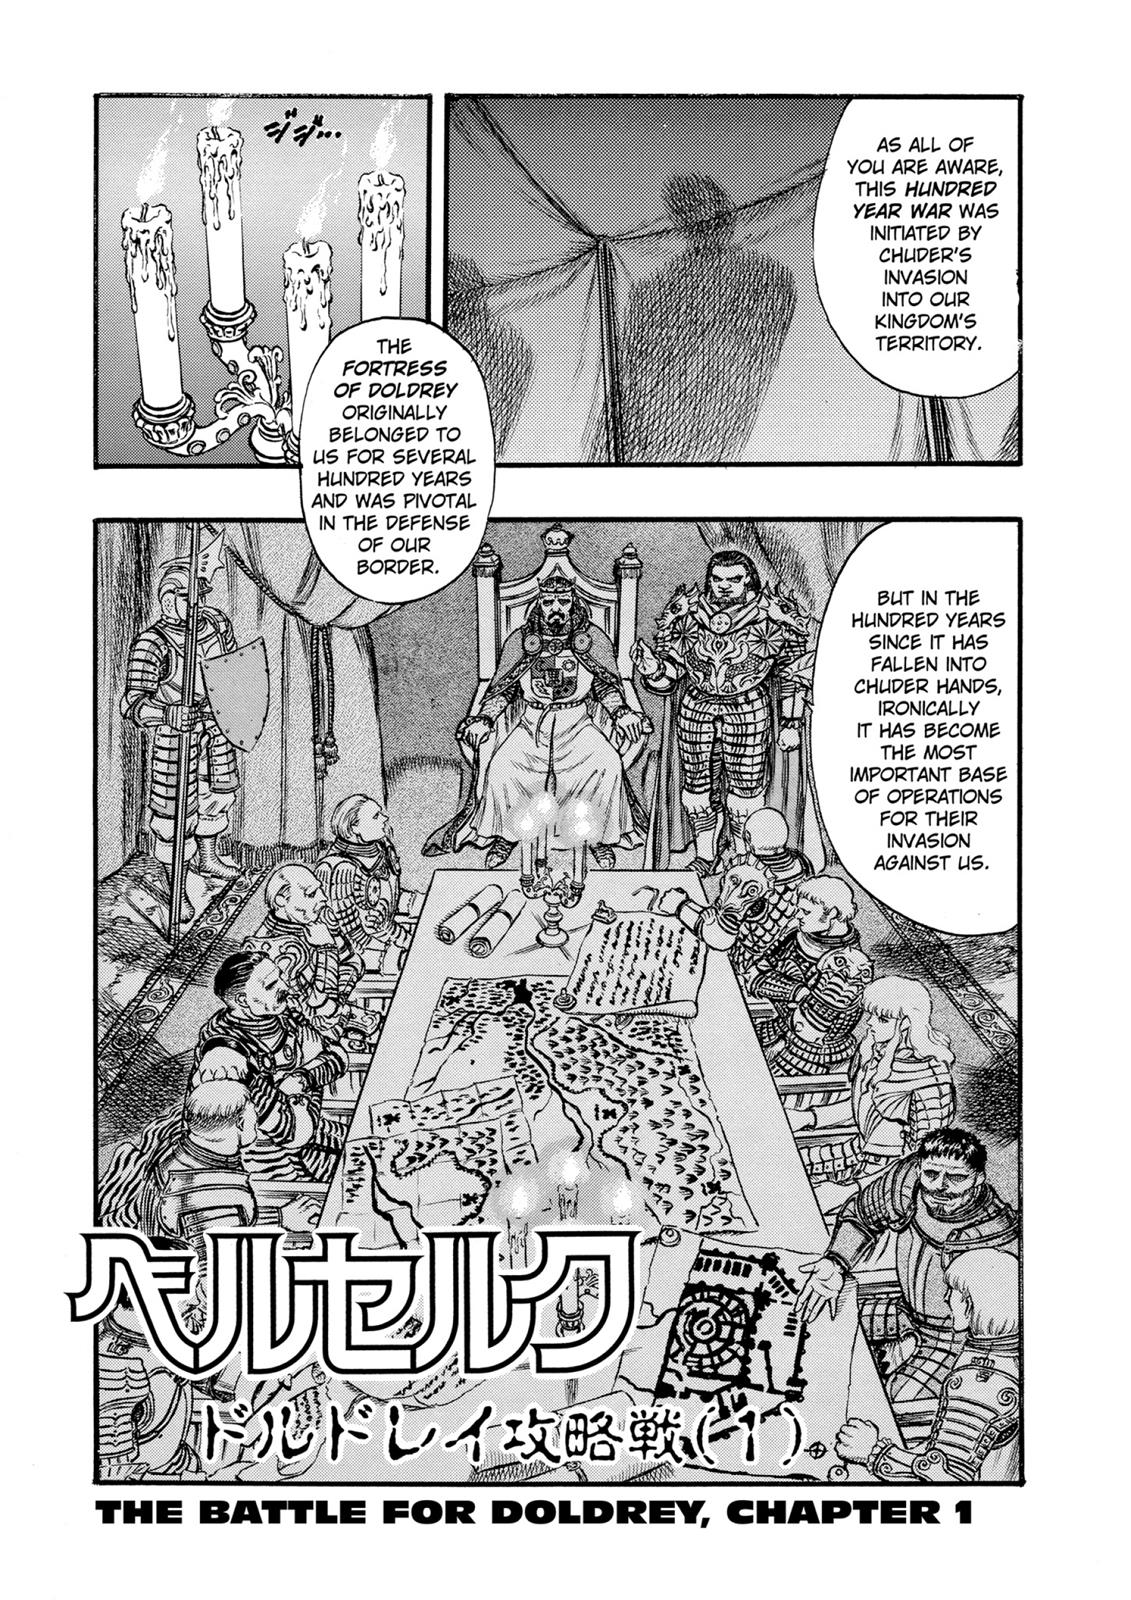 AS ALL OF
YOU ARE AWARE,
THIS HUNDRED
YEAR WAR WAS
INITIATED BY
CHUDER'S
INVASION
INTO OUR
KINGDOM'S
TERRITORY.
ジジ...
THE
FORTRESS
OF DOLDREY
ORIGINALLY
BELONGED TO
US FOR SEVERAL
HUNDRED YEARS
AND WAS PIVOTAL
IN THE DEFENSE
OF OUR
BORDER.
BUT IN THE
HUNDRED YEARS
SINCE IT HAS
FALLEN INTO
CHUDER HANDS,
IRONICALLY
IT HAS BECOME
THE MOST
IMPORTANT BASE
OF OPERATIONS
FOR THEIR
INVASION
AGAINST US.
ベルセルク
ドルドレイ攻略戦(1)
THE BATTLE FOR DOLDREY, CHAPTER 1